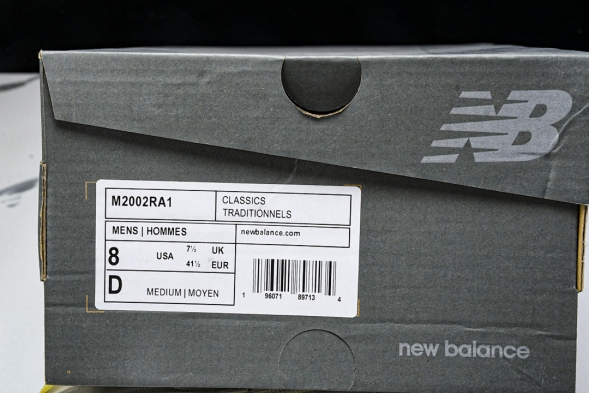 NB
M2002RA1
CLASSICS
TRADITIONNELS
MENS | HOMMES
newbalance.com
8 USA 7½ UK
41½ EUR
D MEDIUM | MOYEN
1 96071 89713 4
new balance